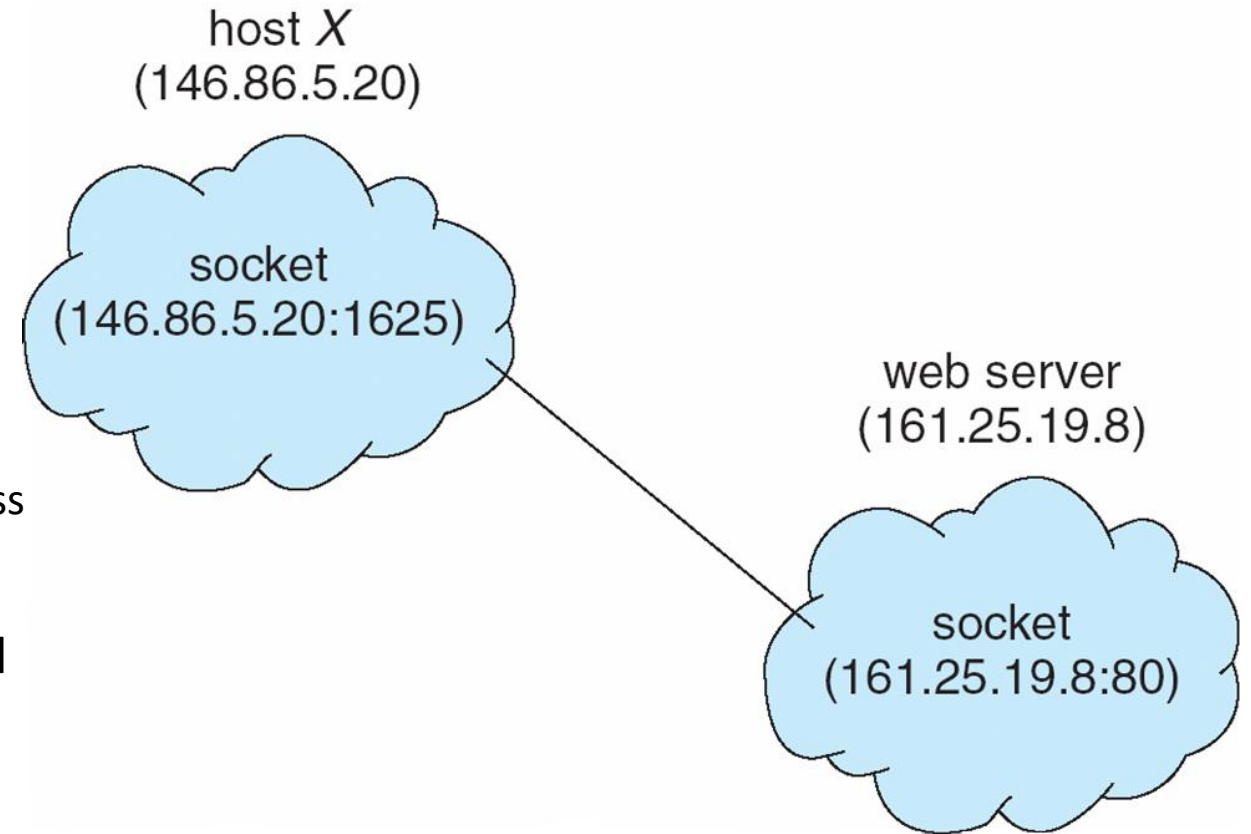 host X
(146.86.5.20)
socket
(146.86.5.20:1625)
web server
(161.25.19.8)
ss
socket
(161.25.19.8:80)